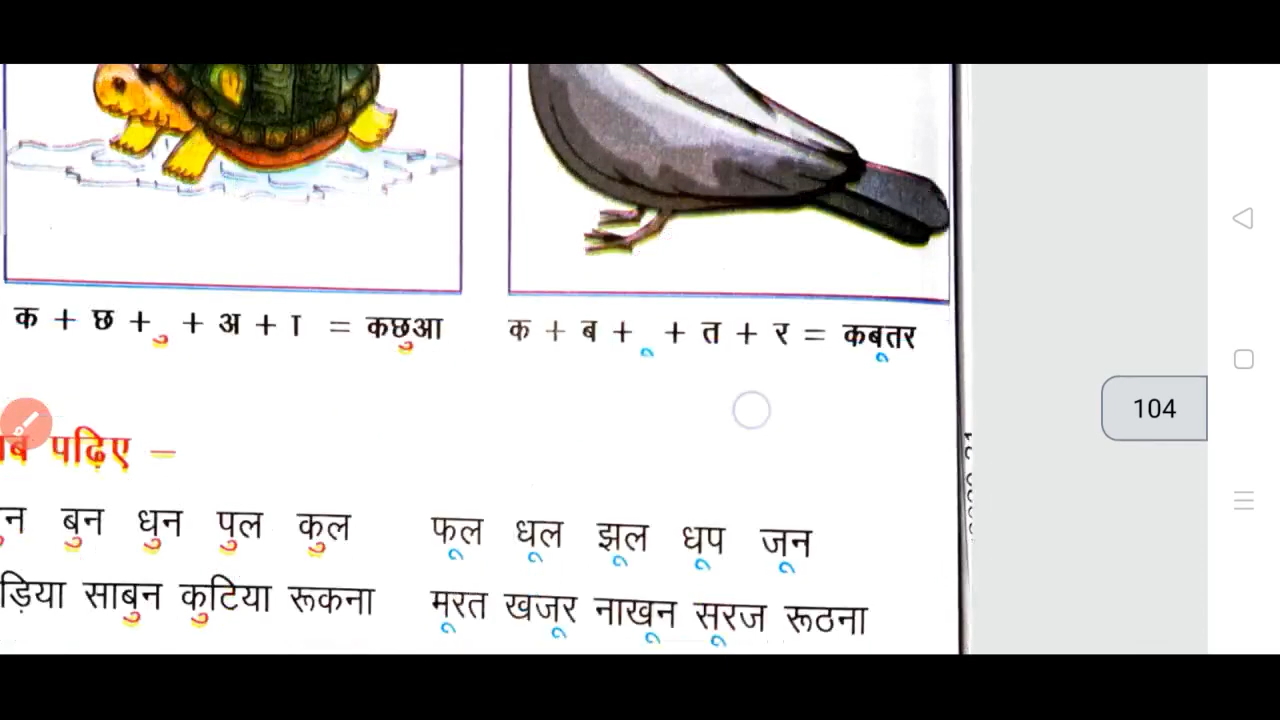 क + छ + ु + अ + ा = कछुआ
क + ब + ू + त + र = कबूतर
104
पढ़िए –
बुन धुन पुल कुल
फूल धूल झूल धूप जून
साबुन कुटिया रूकना
मूरत खजूर नाखून सूरज रूठना